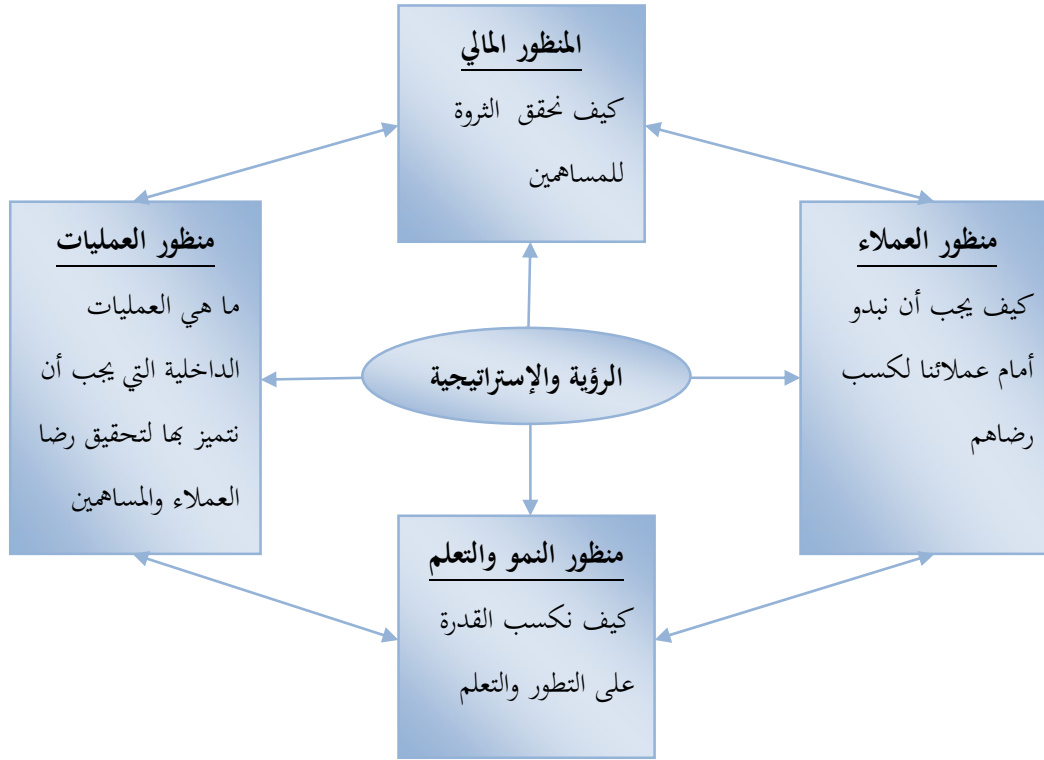 المنظور المالي
كيف نحقق الثروة
للمساهمين
منظور العملاء
كيف يجب أن نبدو
أمام عملائنا لكسب
رضاهم
الرؤية والإستراتيجية
منظور العمليات
ما هي العمليات
الداخلية التي يجب أن
نتميز بها لتحقيق رضا
العملاء والمساهمين
منظور النمو والتعلم
كيف نكسب القدرة
على التطور والتعلم